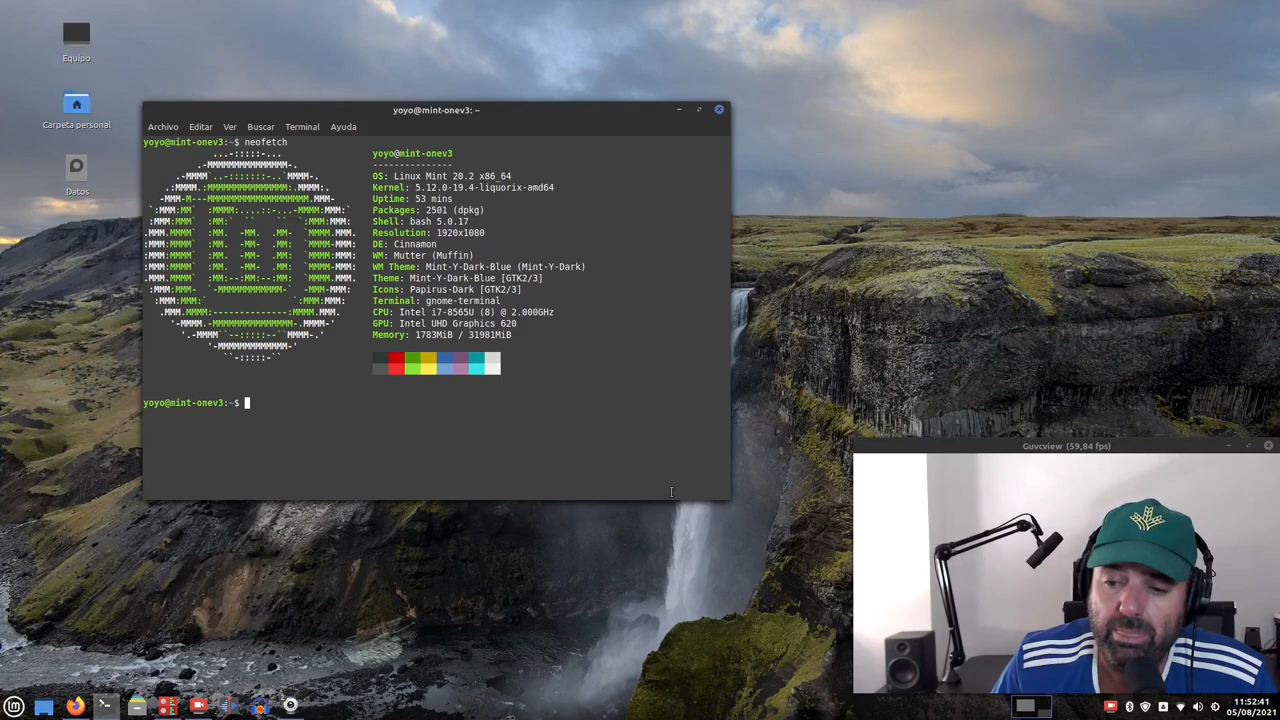 Equipo
Carpeta personal
Datos
yoyo@mint-onev3: ~
Archivo Editar Ver Buscar Terminal Ayuda
yoyo@mint-onev3:~$ neofetch
yoyo@mint-onev3
---------------
OS: Linux Mint 20.2 x86_64
Kernel: 5.12.0-19.4-liquorix-amd64
Uptime: 53 mins
Packages: 2501 (dpkg)
Shell: bash 5.0.17
Resolution: 1920x1080
DE: Cinnamon
WM: Mutter (Muffin)
WM Theme: Mint-Y-Dark-Blue (Mint-Y-Dark)
Theme: Mint-Y-Dark-Blue [GTK2/3]
Icons: Papirus-Dark [GTK2/3]
Terminal: gnome-terminal
CPU: Intel i7-8565U (8) @ 2.000GHz
GPU: Intel UHD Graphics 620
Memory: 1783MiB / 31981MiB
yoyo@mint-onev3:~$
Guvcview (59,84 fps)
11:52:41
05/08/2021